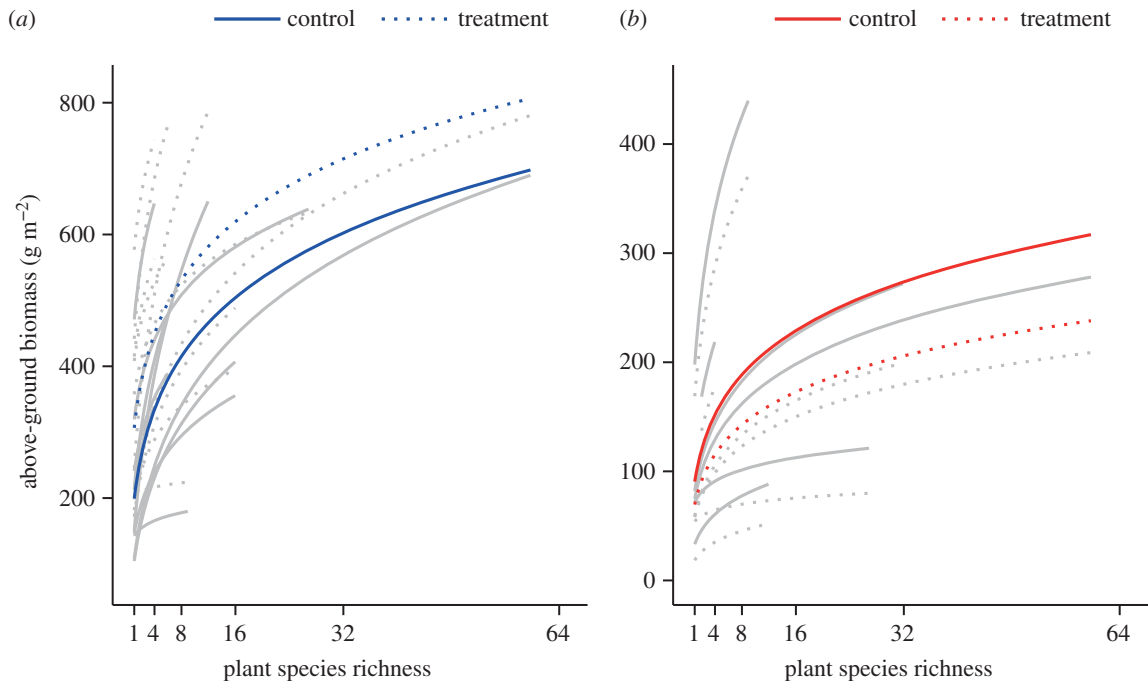 (a) control treatment
(b) control treatment
above-ground biomass (g m−2)
800
600
400
200
1 4 8 16 32 64
plant species richness
400
300
200
100
0
1 4 8 16 32 64
plant species richness